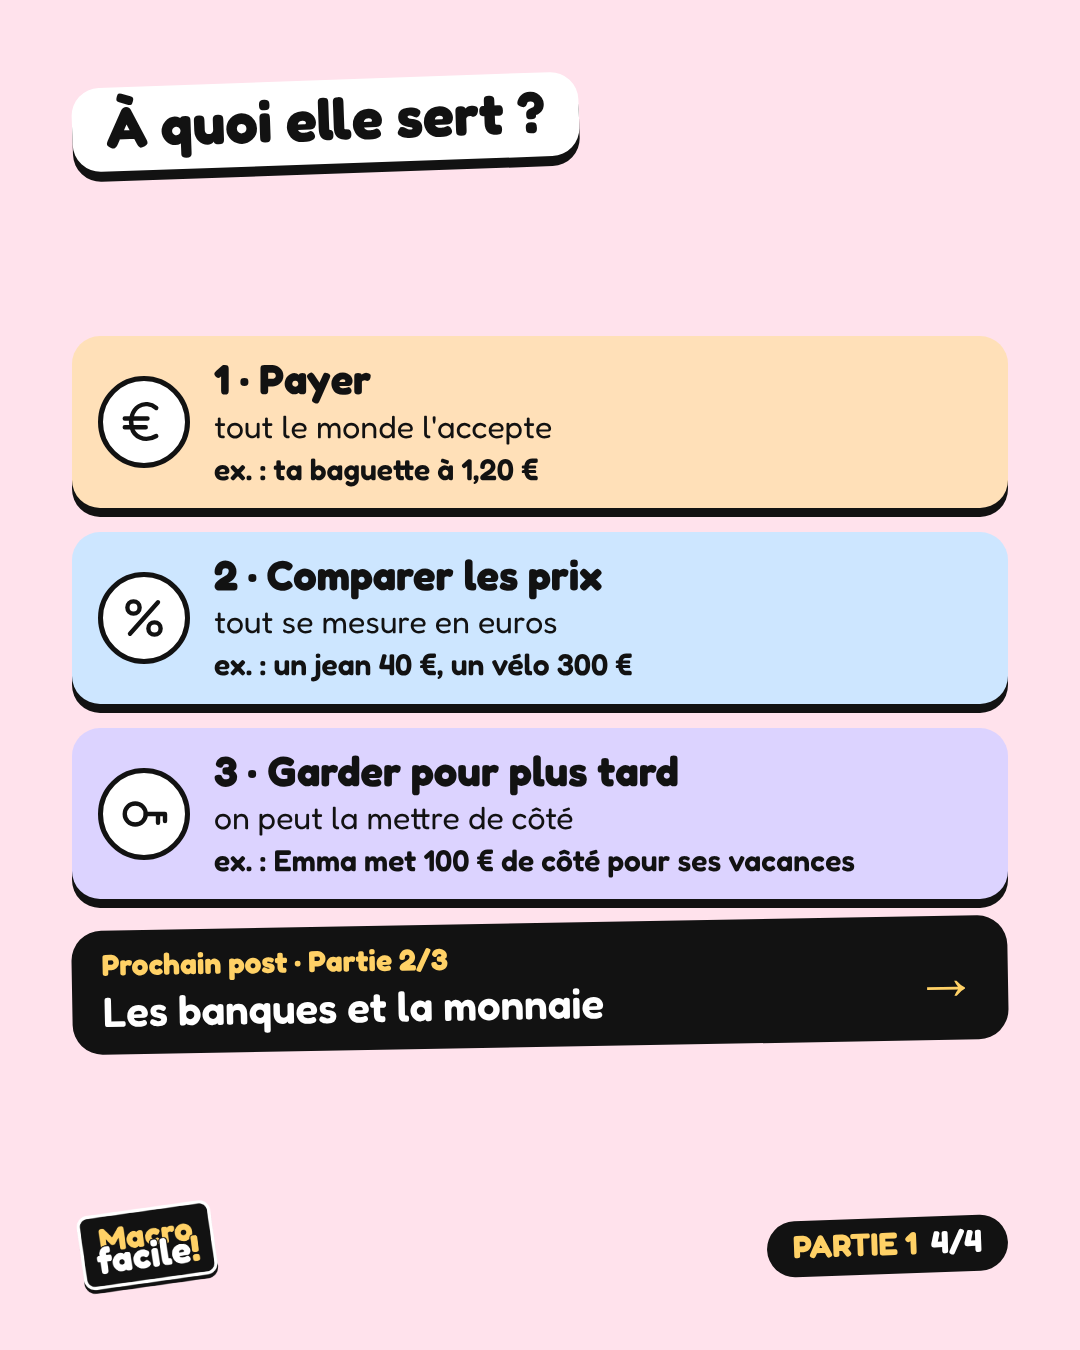 À quoi elle sert ?
€
1 · Payer
tout le monde l'accepte
ex. : ta baguette à 1,20 €
%
2 · Comparer les prix
tout se mesure en euros
ex. : un jean 40 €, un vélo 300 €
3 · Garder pour plus tard
on peut la mettre de côté
ex. : Emma met 100 € de côté pour ses vacances
Prochain post · Partie 2/3
Les banques et la monnaie
→
Macro
facile!
PARTIE 1 4/4